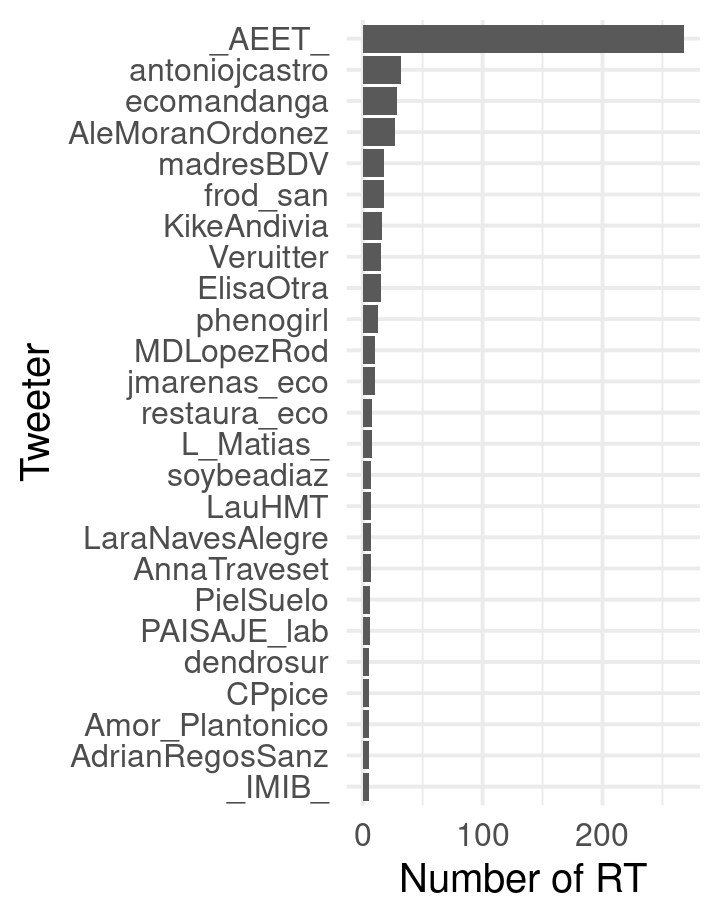 _AEET_
antoniojcastro
ecomandanga
AleMoranOrdonez
madresBDV
frod_san
KikeAndivia
Veruitter
ElisaOtra
phenogirl
MDLopezRod
jmarenas_eco
restaura_eco
L_Matias_
soybeadiaz
LauHMT
LaraNavesAlegre
AnnaTraveset
PielSuelo
PAISAJE_lab
dendrosur
CPpice
Amor_Plantonico
AdrianRegosSanz
_IMIB_
Tweeter
0 100 200
Number of RT